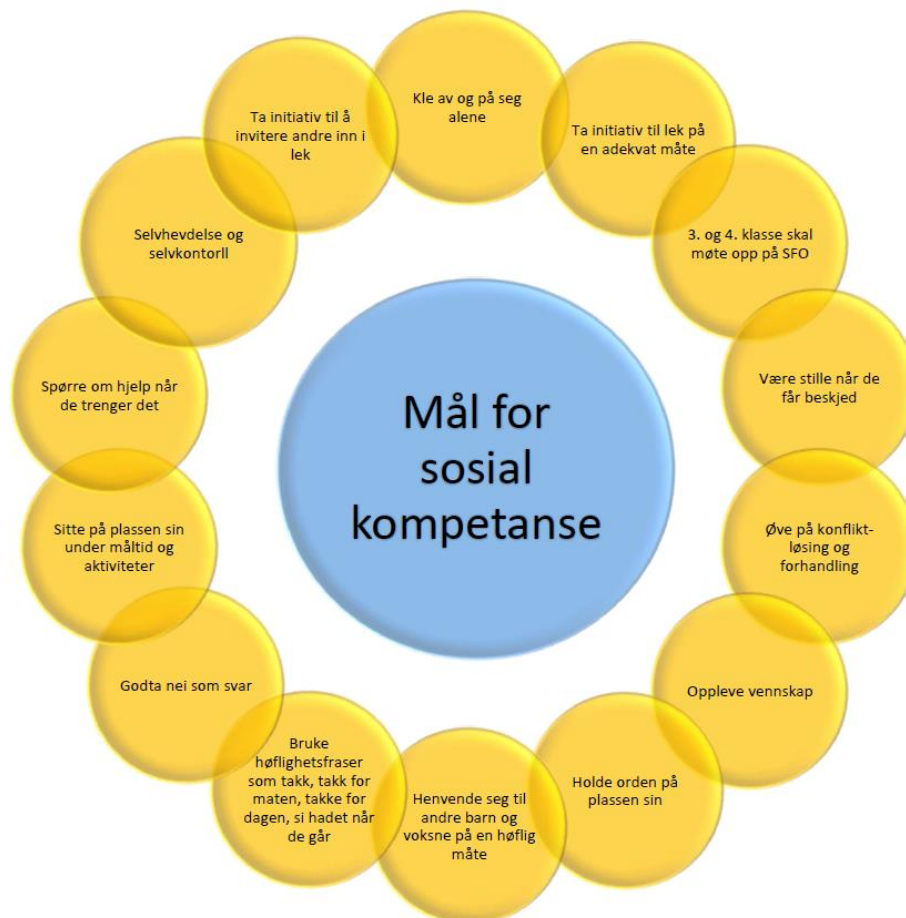 Mål for
sosial
kompetanse
Kle av og på seg
alene
Ta initiativ til lek på
en adekvat måte
3. og 4. klasse skal
møte opp på SFO
Være stille når de
får beskjed
Øve på konflikt-
løsing og
forhandling
Oppleve vennskap
Holde orden på
plassen sin
Henvende seg til
andre barn og
voksne på en høflig
måte
Bruke
høflighetsfraser
som takk, takk for
maten, takke for
dagen, si hadet når
de går
Godta nei som svar
Sitte på plassen sin
under måltid og
aktiviteter
Spørre om hjelp når
de trenger det
Selvhevdelse og
selvkontorll
Ta initiativ til å
invitere andre inn i
lek